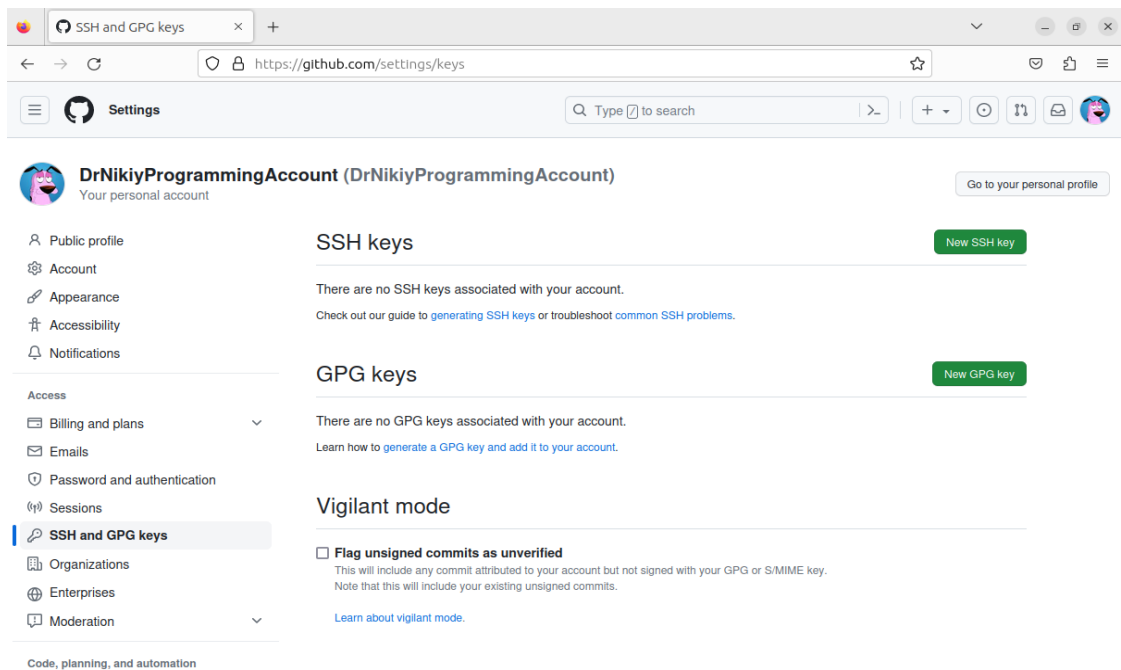 SSH and GPG keys
https://github.com/settings/keys
Settings
Type / to search
DrNikiyProgrammingAccount (DrNikiyProgrammingAccount)
Your personal account
Go to your personal profile
Public profile
Account
Appearance
Accessibility
Notifications
Access
Billing and plans
Emails
Password and authentication
Sessions
SSH and GPG keys
Organizations
Enterprises
Moderation
Code, planning, and automation
SSH keys
New SSH key
There are no SSH keys associated with your account.
Check out our guide to generating SSH keys or troubleshoot common SSH problems.
GPG keys
New GPG key
There are no GPG keys associated with your account.
Learn how to generate a GPG key and add it to your account.
Vigilant mode
Flag unsigned commits as unverified
This will include any commit attributed to your account but not signed with your GPG or S/MIME key.
Note that this will include your existing unsigned commits.
Learn about vigilant mode.